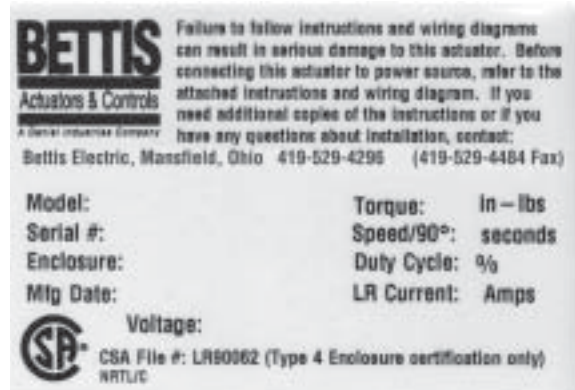 BETTIS
Actuators & Controls
A Daniel Industries Company
Failure to follow instructions and wiring diagrams
can result in serious damage to this actuator. Before
connecting this actuator to power source, refer to the
attached instructions and wiring diagram. If you
need additional copies of the instructions or if you
have any questions about installation, contact:
Bettis Electric, Mansfield, Ohio 419-529-4296 (419-529-4484 Fax)
Model:
Torque: in-lbs
Serial #:
Speed/90°: seconds
Enclosure:
Duty Cycle: %
Mfg Date:
LR Current: Amps
Voltage:
CSA File #: LR90062 (Type 4 Enclosure certification only)
NRTL/C